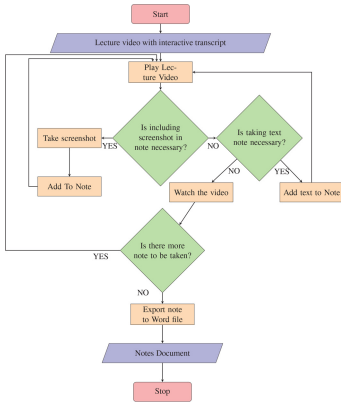 Start
Lecture video with interactive transcript
Play Lec-
ture Video
Is including
screenshot in
note necessary?
Is taking text
note necessary?
Take screenshot
YES
NO
NO
YES
Add To Note
Watch the video
Add text to Note
Is there more
note to be taken?
YES
NO
Export note
to Word file
Notes Document
Stop